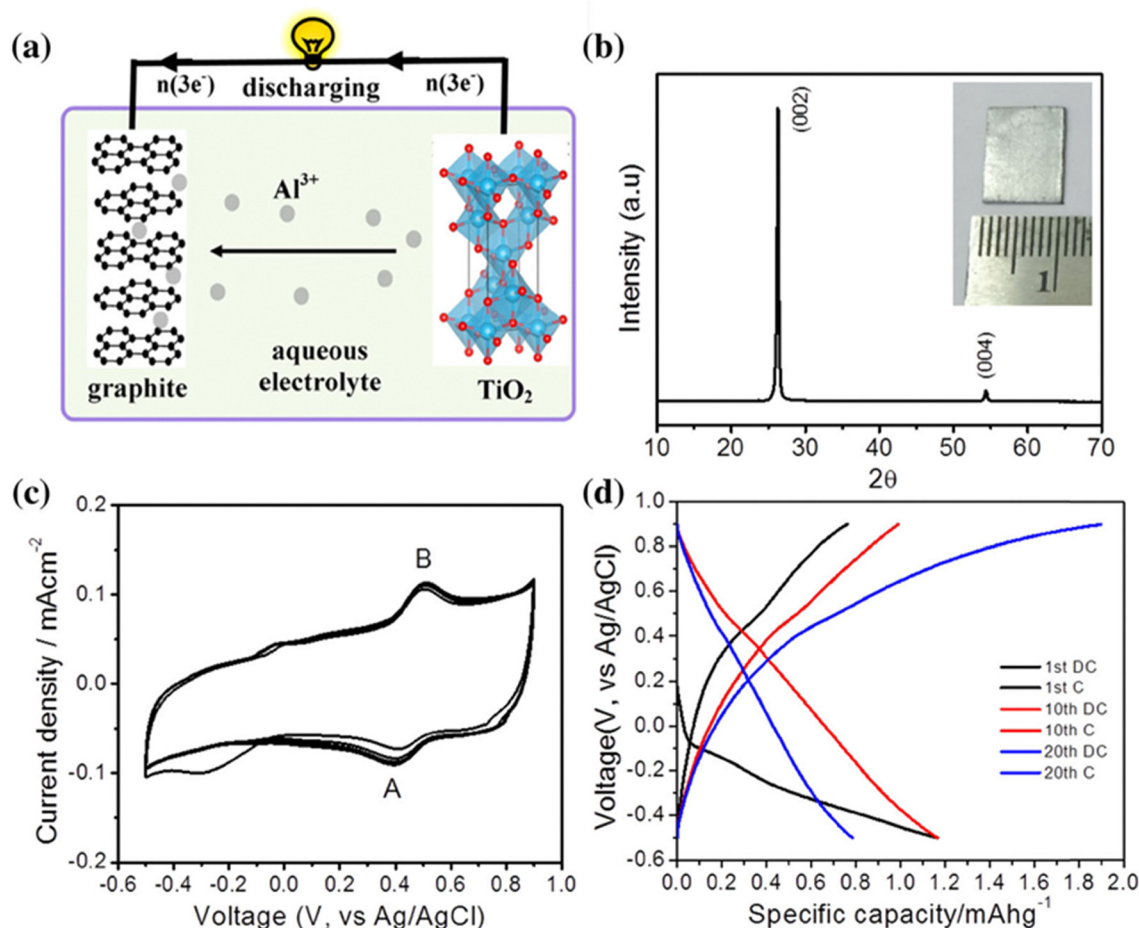 (a)
n(3e⁻)
discharging
n(3e⁻)
Al³⁺
aqueous
electrolyte
graphite
TiO₂
(b)
Intensity (a.u)
(002)
(004)
1
10 20 30 40 50 60 70
2θ
(c)
Current density / mAcm⁻²
0.2
0.1
0.0
-0.1
-0.2
B
A
-0.6 -0.4 -0.2 0.0 0.2 0.4 0.6 0.8 1.0
Voltage (V, vs Ag/AgCl)
(d)
Voltage(V, vs Ag/AgCl)
1.0
0.8
0.6
0.4
0.2
-0.0
-0.2
-0.4
-0.6
1st DC
1st C
10th DC
10th C
20th DC
20th C
0.0 0.2 0.4 0.6 0.8 1.0 1.2 1.4 1.6 1.8 2.0
Specific capacity/mAhg⁻¹